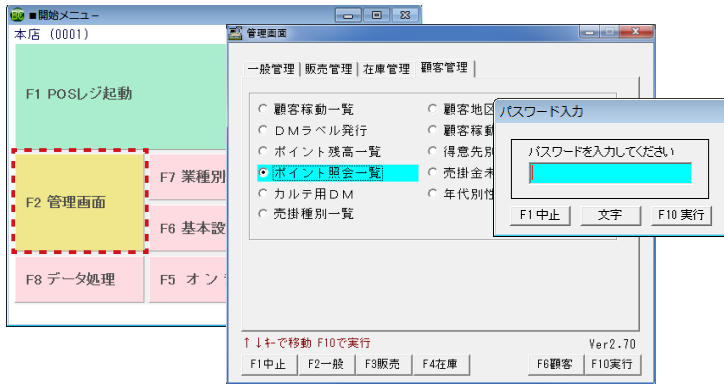 ■開始メニュー
本店 (0001)
F1 POSレジ起動
F2 管理画面
F7 業種別
F6 基本設
F8 データ処理
F5 オン
管理画面
一般管理
販売管理
在庫管理
顧客管理
顧客稼動一覧
DMラベル発行
ポイント残高一覧
ポイント照会一覧
カルテ用DM
売掛種別一覧
顧客地区
顧客稼動
得意先別
売掛金未
年代別性
↑↓キーで移動 F10で実行
Ver2.70
F1中止
F2一般
F3販売
F4在庫
F6顧客
F10実行
パスワード入力
パスワードを入力してください
F1中止
文字
F10実行